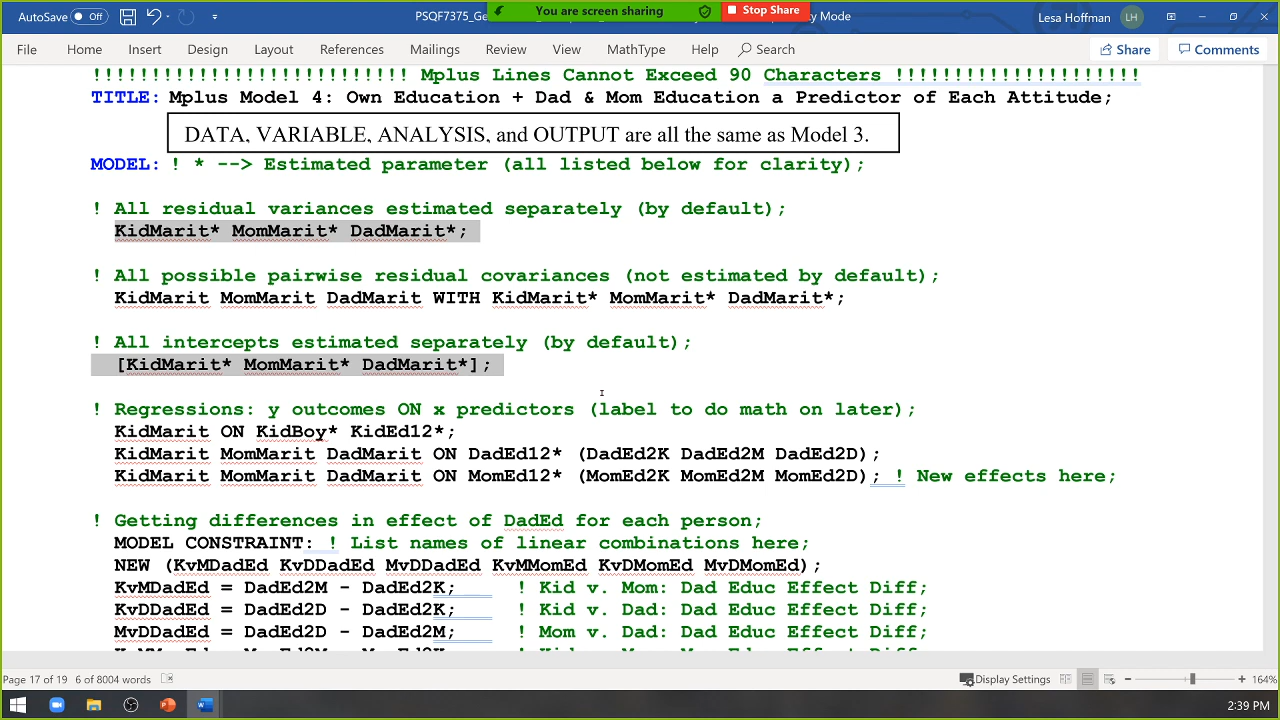 AutoSave Off PSQF7375_Ge You are screen sharing Stop Share y Mode Lesa Hoffman LH
File Home Insert Design Layout References Mailings Review View MathType Help Search Share Comments
!!!!!!!!!!!!!!!!!!!!!!!!!!! Mplus Lines Cannot Exceed 90 Characters !!!!!!!!!!!!!!!!!!!!!
TITLE: Mplus Model 4: Own Education + Dad & Mom Education a Predictor of Each Attitude;
DATA, VARIABLE, ANALYSIS, and OUTPUT are all the same as Model 3.
MODEL: ! * --> Estimated parameter (all listed below for clarity);
! All residual variances estimated separately (by default);
KidMarit* MomMarit* DadMarit*;
! All possible pairwise residual covariances (not estimated by default);
KidMarit MomMarit DadMarit WITH KidMarit* MomMarit* DadMarit*;
! All intercepts estimated separately (by default);
[KidMarit* MomMarit* DadMarit*];
! Regressions: y outcomes ON x predictors (label to do math on later);
KidMarit ON KidBoy* KidEd12*;
KidMarit MomMarit DadMarit ON DadEd12* (DadEd2K DadEd2M DadEd2D);
KidMarit MomMarit DadMarit ON MomEd12* (MomEd2K MomEd2M MomEd2D); ! New effects here;
! Getting differences in effect of DadEd for each person;
MODEL CONSTRAINT: ! List names of linear combinations here;
NEW (KvMDadEd KvDDadEd MvDDadEd KvMMomEd KvDMomEd MvDMomEd);
KvMDadEd = DadEd2M - DadEd2K; ! Kid v. Mom: Dad Educ Effect Diff;
KvDDadEd = DadEd2D - DadEd2K; ! Kid v. Dad: Dad Educ Effect Diff;
MvDDadEd = DadEd2D - DadEd2M; ! Mom v. Dad: Dad Educ Effect Diff;
Page 17 of 19 6 of 8004 words Display Settings 164%
2:39 PM